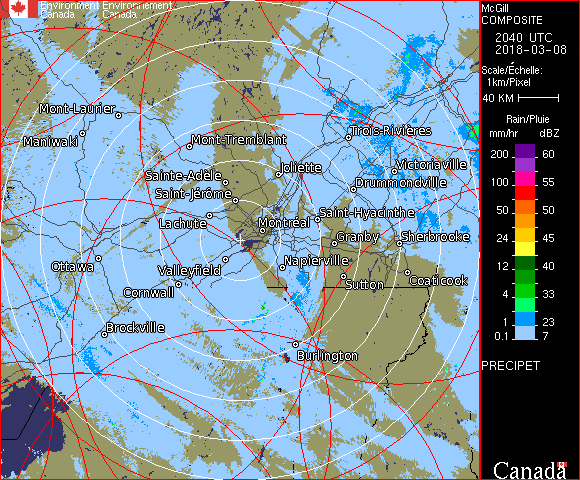 Environment Environnement
Canada Canada
McGill
COMPOSITE
2040 UTC
2018-03-08
Scale/Échelle:
1km/Pixel
40 KM
Rain/Pluie
mm/hr dBZ
200 60
100 55
50 50
24 45
12 40
4 33
1 23
0.1 7
PRECIPET
Canada
Mont-Laurier
Maniwaki
Mont-Tremblant
Trois-Rivières
Joliette
Victoriaville
Sainte-Adèle
Drummondville
Saint-Jérôme
Lachute
Montréal
Saint-Hyacinthe
Granby
Sherbrooke
Ottawa
Valleyfield
Napierville
Cornwall
Sutton
Coaticook
Brockville
Burlington